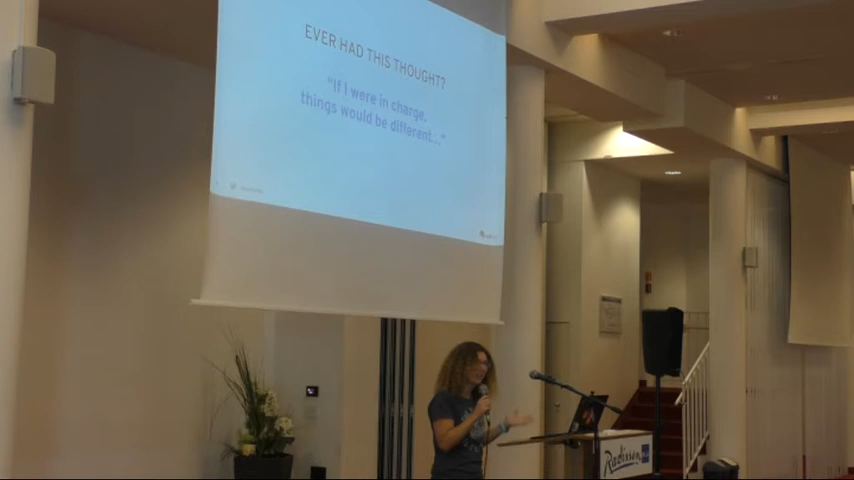 EVER HAD THIS THOUGHT?
"If I were in charge,
things would be different..."
Radisson